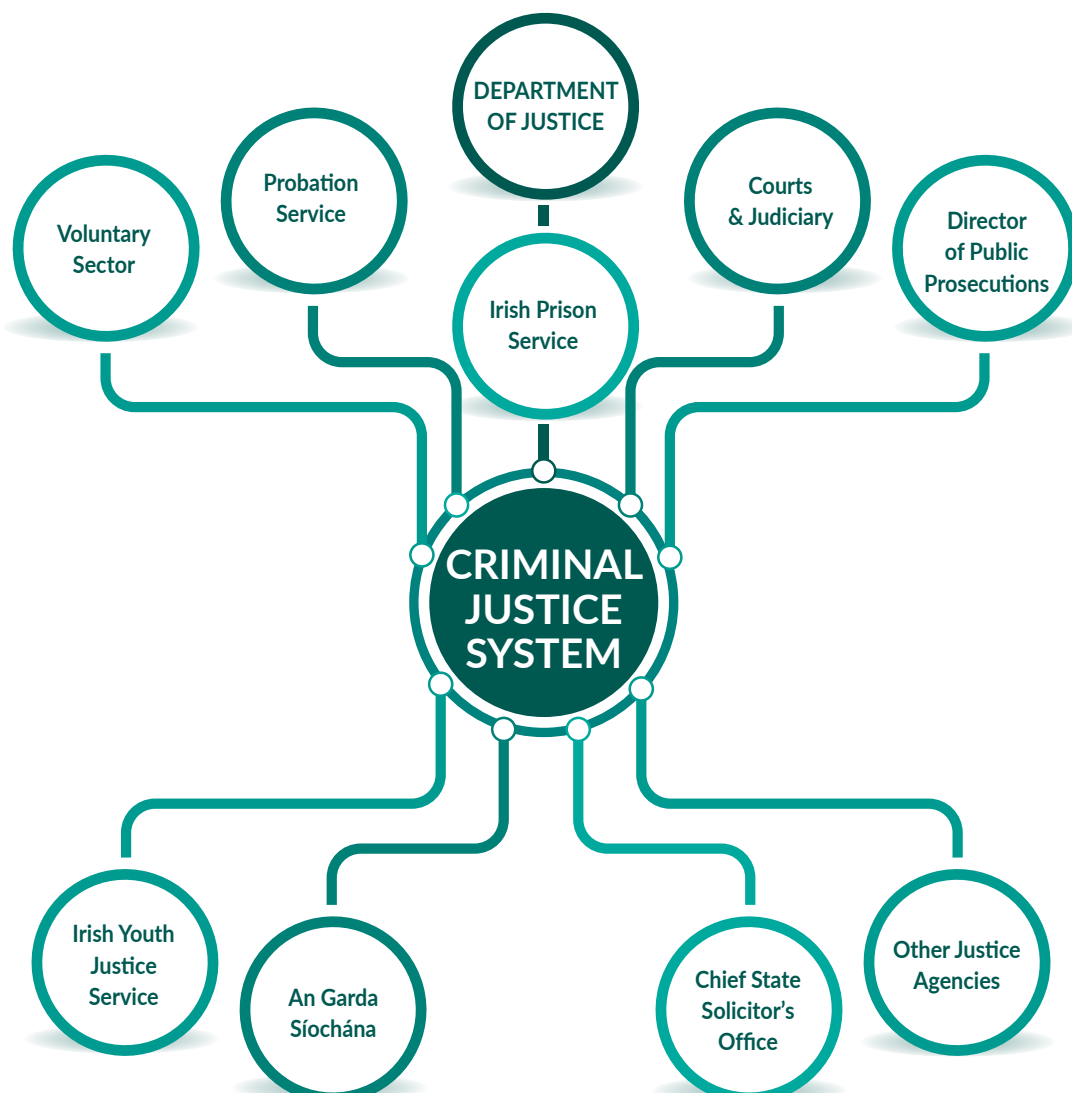 DEPARTMENT
OF JUSTICE
Probation
Service
Courts
& Judiciary
Voluntary
Sector
Director
of Public
Prosecutions
Irish Prison
Service
CRIMINAL
JUSTICE
SYSTEM
Irish Youth
Justice
Service
An Garda
Síochána
Chief State
Solicitor’s
Office
Other Justice
Agencies